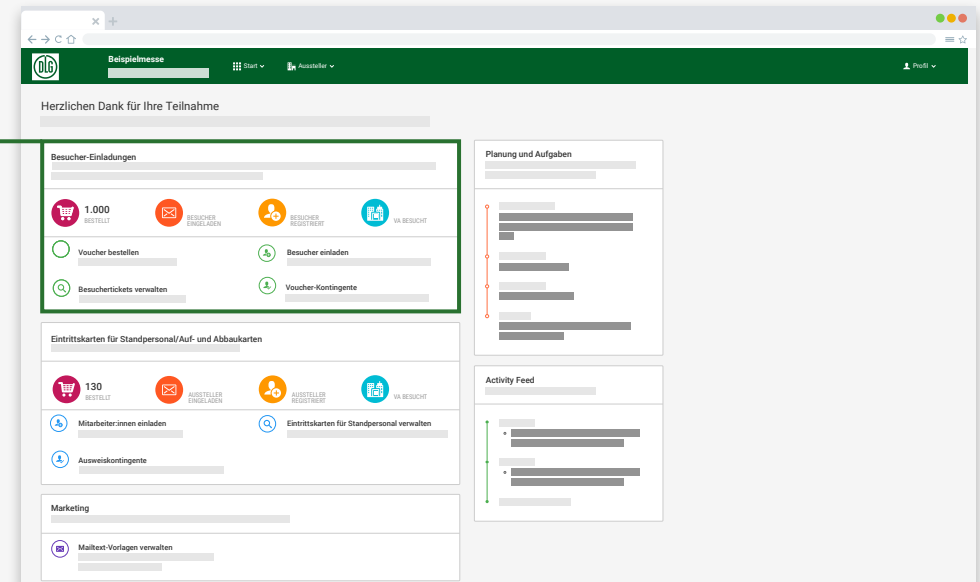 DLG
Beispielmesse
Start
Aussteller
Profil
Herzlichen Dank für Ihre Teilnahme
Besucher-Einladungen
1.000
BESTELLT
BESUCHER
EINGELADEN
BESUCHER
REGISTRIERT
VA BESUCHT
Voucher bestellen
Besucher einladen
Besuchertickets verwalten
Voucher-Kontingente
Eintrittskarten für Standpersonal/Auf- und Abbaukarten
130
BESTELLT
AUSSTELLER
EINGELADEN
AUSSTELLER
REGISTRIERT
VA BESUCHT
Mitarbeiter:innen einladen
Eintrittskarten für Standpersonal verwalten
Ausweiskontingente
Marketing
Mailtext-Vorlagen verwalten
Planung und Aufgaben
Activity Feed